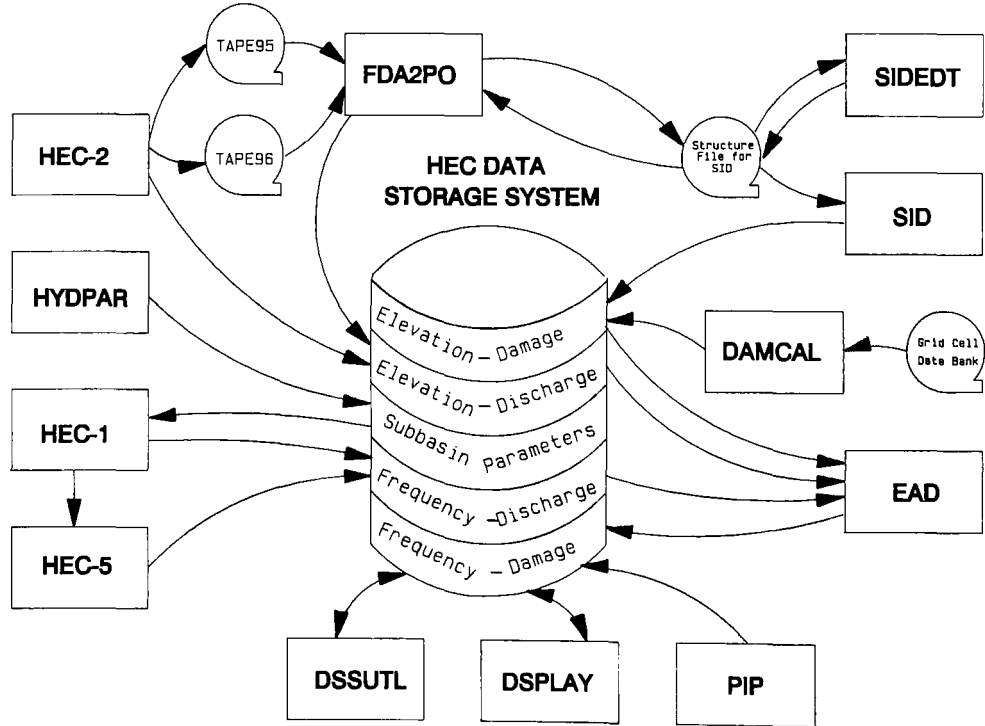 TAPE95
FDA2PO
SIDEDT
HEC-2
TAPE96
Structure
File for
SID
HEC DATA
STORAGE SYSTEM
SID
HYDPAR
Elevation - Damage
DAMCAL
Grid Cell
Data Bank
Elevation - Discharge
HEC-1
Subbasin Parameters
EAD
Frequency - Discharge
HEC-5
Frequency - Damage
DSSUTL
DSPLAY
PIP